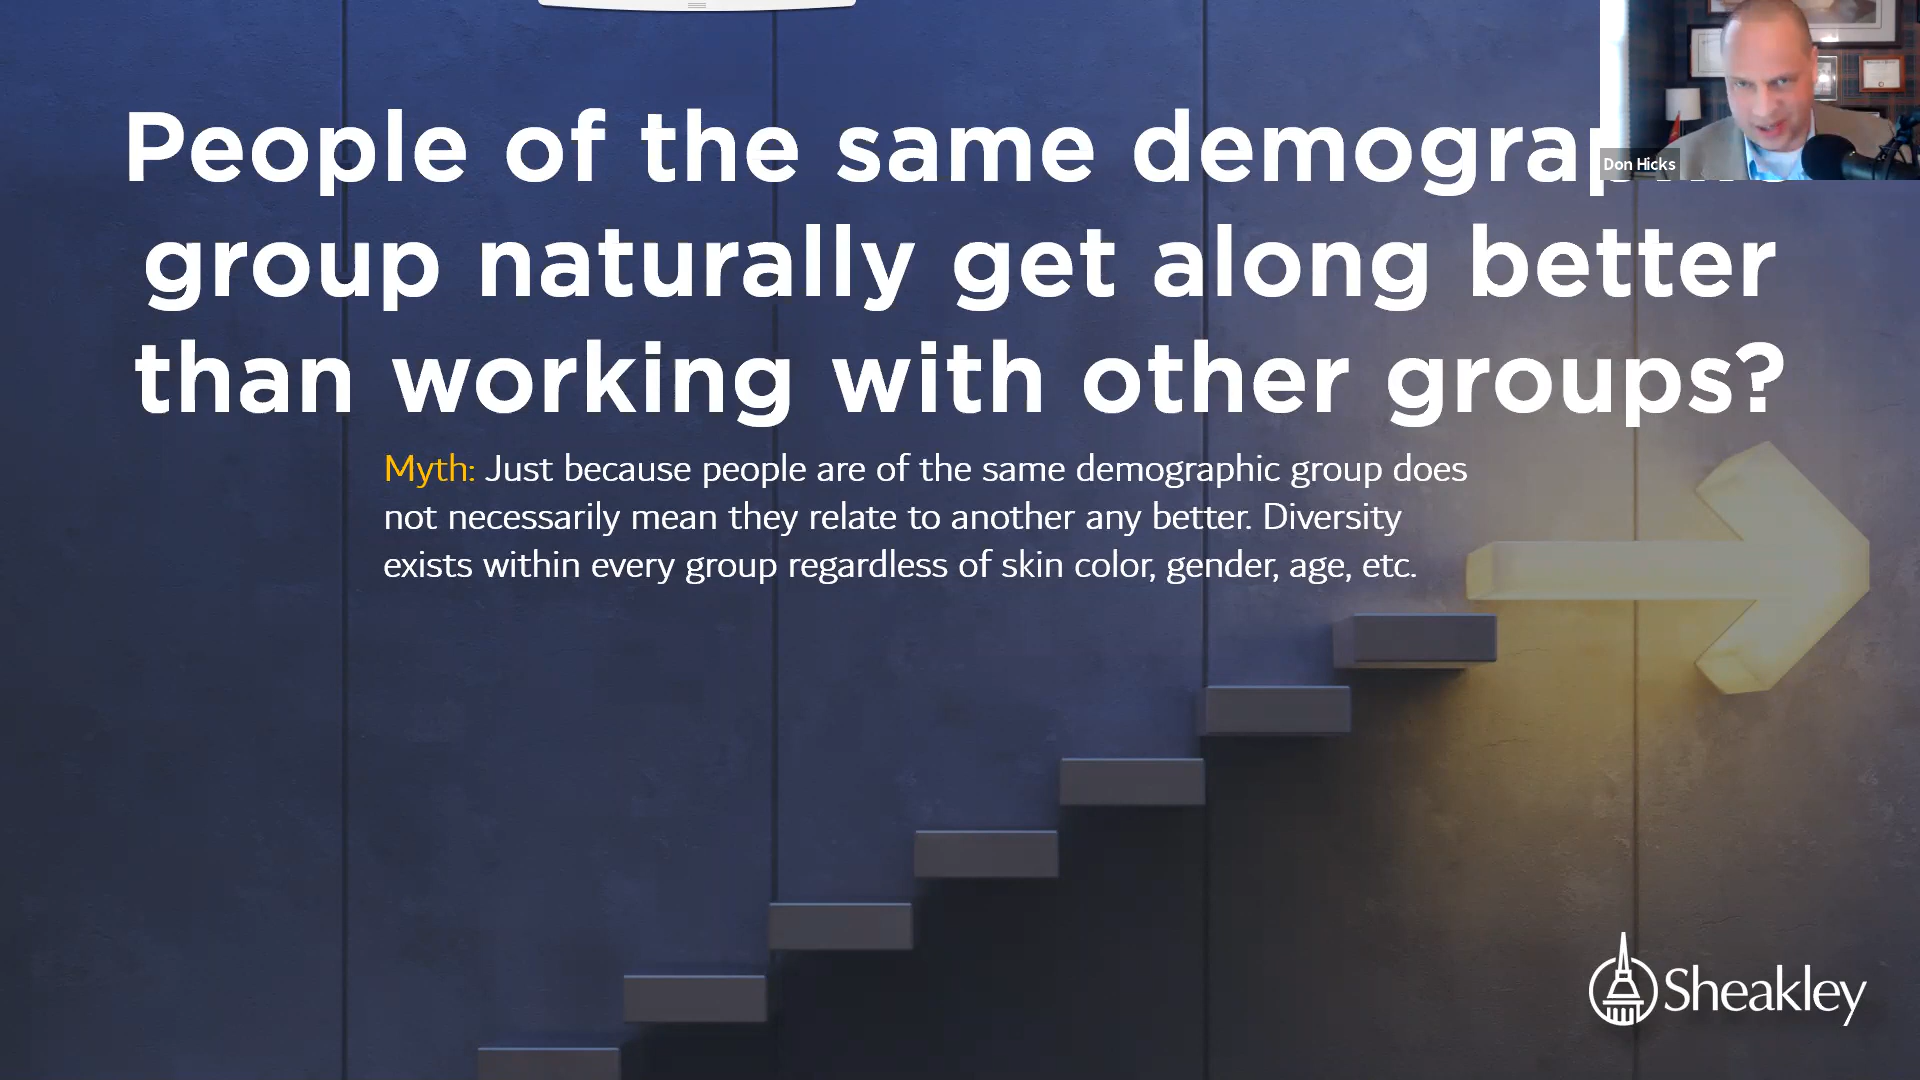 People of the same
group naturally get along better
than working with other groups?
Myth: Just because people are of the same demographic group does
not necessarily mean they relate to another any better. Diversity
exists within every group regardless of skin color, gender, age, etc.
Don Hicks
Sheakley